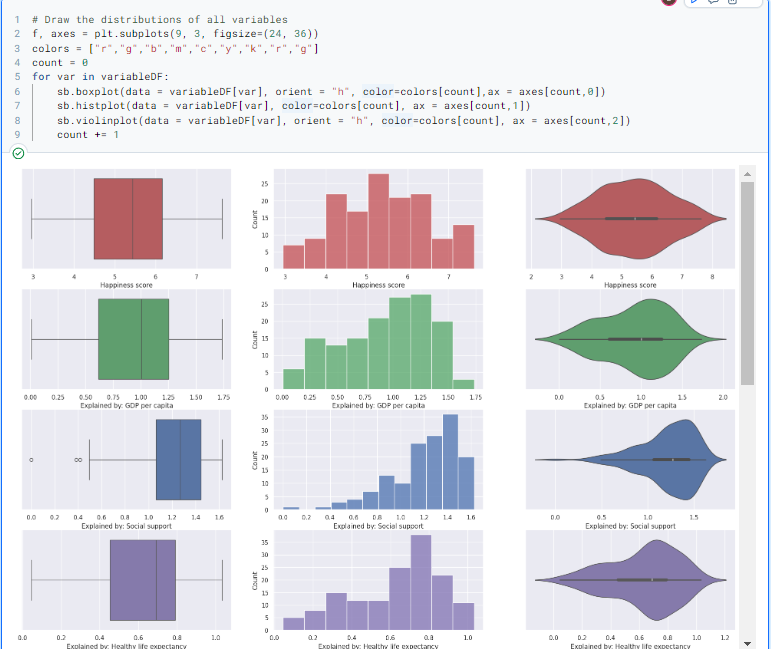 1 # Draw the distributions of all variables
2 f, axes = plt.subplots(9, 3, figsize=(24, 36))
3 colors = ["r","g","b","m","c","y","k","r","g"]
4 count = 0
5 for var in variableDF:
6 sb.boxplot(data = variableDF[var], orient = "h", color=colors[count],ax = axes[count,0])
7 sb.histplot(data = variableDF[var], color=colors[count], ax = axes[count,1])
8 sb.violinplot(data = variableDF[var], orient = "h", color=colors[count], ax = axes[count,2])
9 count += 1
Count
25
20
15
10
5
0
3 4 5 6 7
3 4 5 6 7
2 3 4 5 6 7 8
Happiness score
Happiness score
Happiness score
Count
25
20
15
10
5
0
0.00 0.25 0.50 0.75 1.00 1.25 1.50 1.75
0.00 0.25 0.50 0.75 1.00 1.25 1.50 1.75
0.0 0.5 1.0 1.5 2.0
Explained by: GDP per capita
Explained by: GDP per capita
Explained by: GDP per capita
Count
35
30
25
20
15
10
5
0
0.0 0.2 0.4 0.6 0.8 1.0 1.2 1.4 1.6
0.0 0.2 0.4 0.6 0.8 1.0 1.2 1.4 1.6
0.0 0.5 1.0 1.5
Explained by: Social support
Explained by: Social support
Explained by: Social support
Count
35
30
25
20
15
10
5
0
0.0 0.2 0.4 0.6 0.8 1.0
0.0 0.2 0.4 0.6 0.8 1.0
0.0 0.2 0.4 0.6 0.8 1.0 1.2
Explained by: Healthy life expectancy
Explained by: Healthy life expectancy
Explained by: Healthy life expectancy